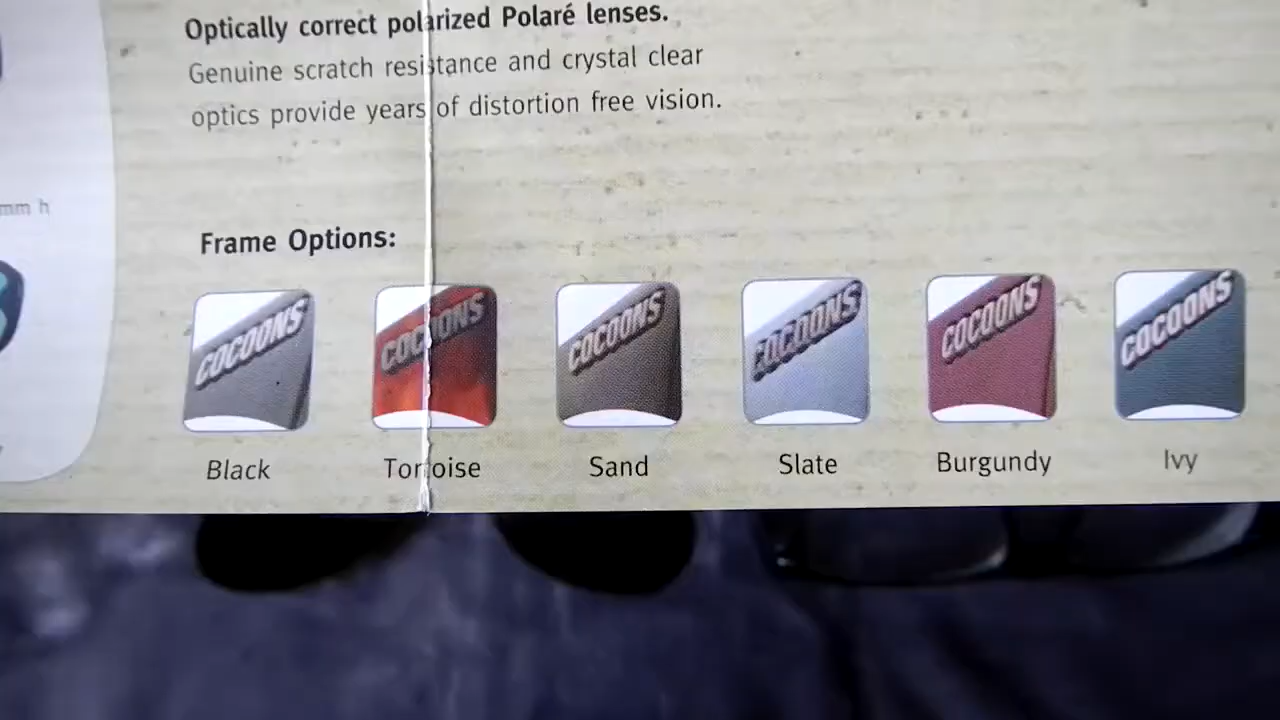 Optically correct polarized Polaré lenses.
Genuine scratch resistance and crystal clear
optics provide years of distortion free vision.
mm h
Frame Options:
COCOONS COCOONS COCOONS COCOONS COCOONS COCOONS
Black Tortoise Sand Slate Burgundy Ivy